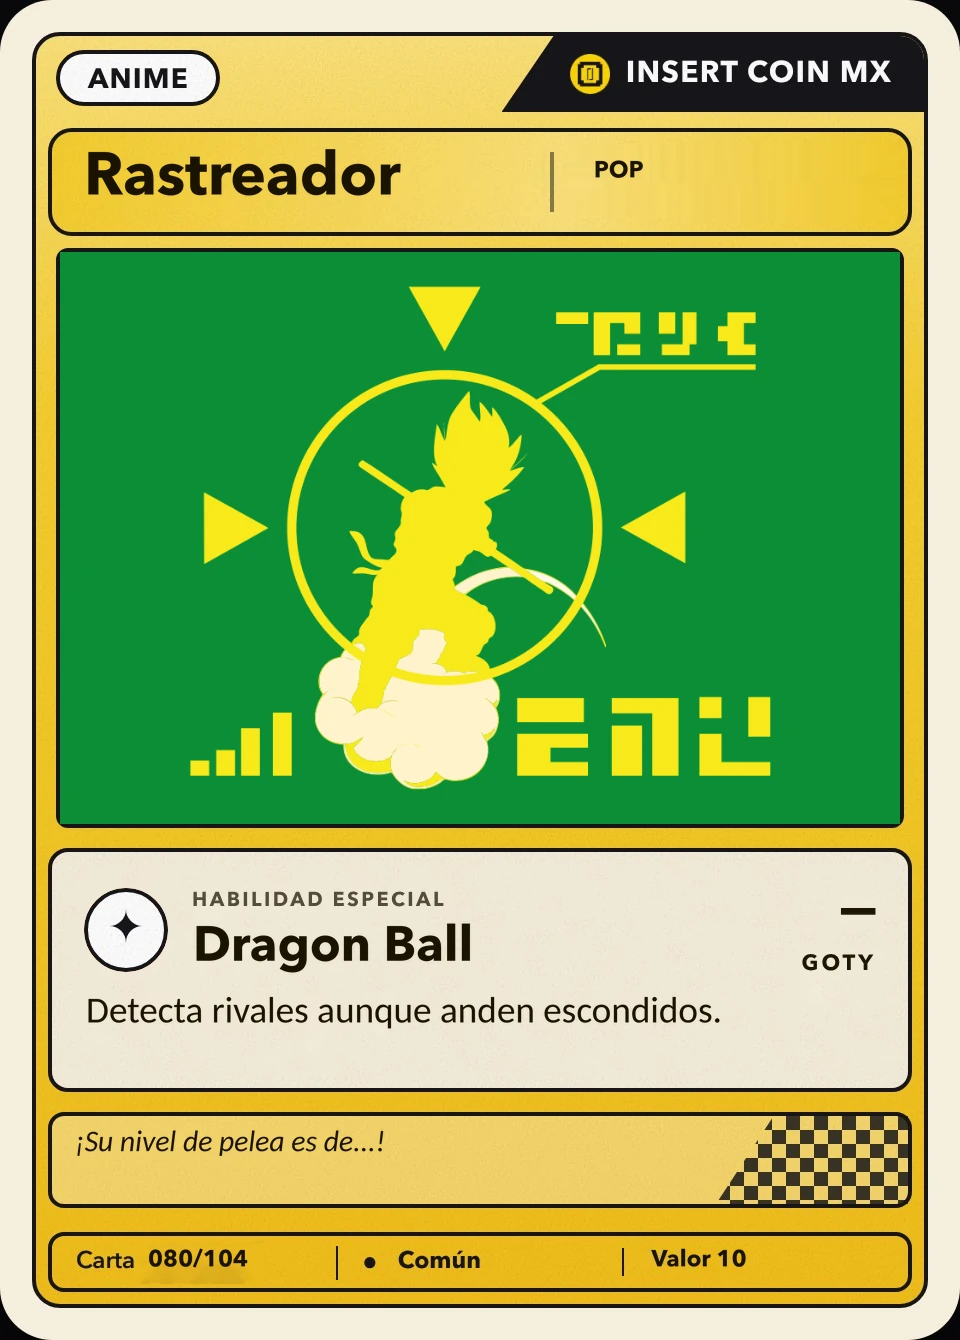 ANIME
INSERT COIN MX
Rastreador
POP
HABILIDAD ESPECIAL
Dragon Ball
—
GOTY
Detecta rivales aunque anden escondidos.
¡Su nivel de pelea es de...!
Carta 080/104
● Común
Valor 10